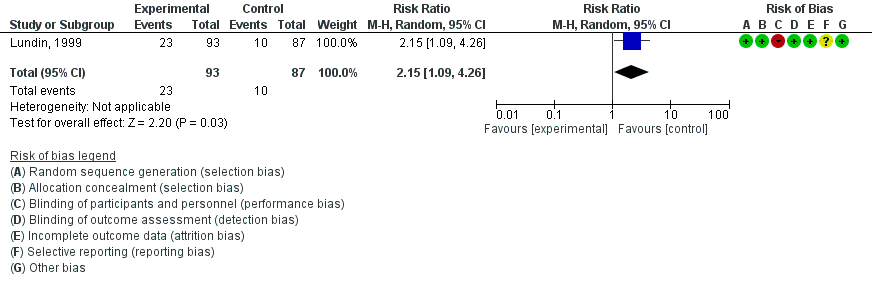 Experimental Control Risk Ratio Risk Ratio Risk of Bias
Study or Subgroup Events Total Events Total Weight M-H, Random, 95% CI M-H, Random, 95% CI A B C D E F G
Lundin, 1999 23 93 10 87 100.0% 2.15 [1.09, 4.26] + + - + + ? +
Total (95% CI) 93 87 100.0% 2.15 [1.09, 4.26]
Total events 23 10
Heterogeneity: Not applicable
Test for overall effect: Z = 2.20 (P = 0.03)
0.01 0.1 1 10 100
Favours [experimental] Favours [control]
Risk of bias legend
(A) Random sequence generation (selection bias)
(B) Allocation concealment (selection bias)
(C) Blinding of participants and personnel (performance bias)
(D) Blinding of outcome assessment (detection bias)
(E) Incomplete outcome data (attrition bias)
(F) Selective reporting (reporting bias)
(G) Other bias